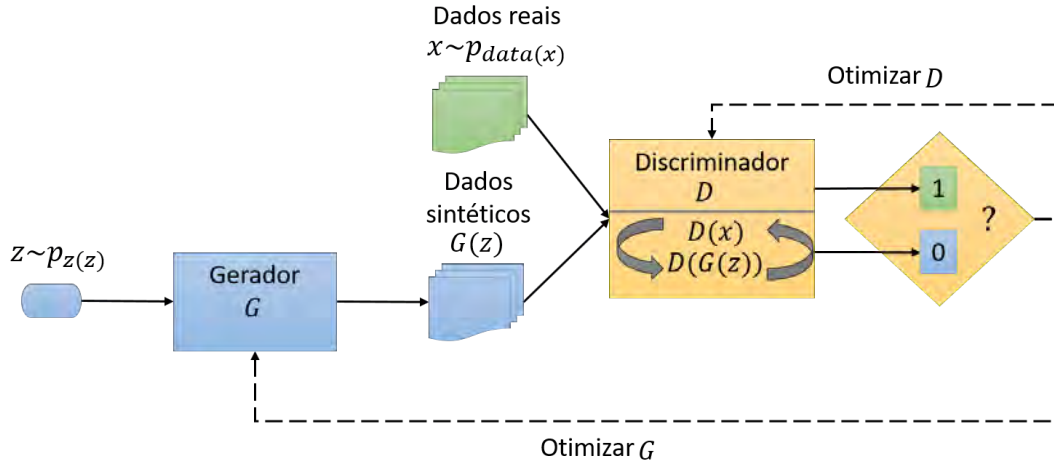 Dados reais
x~p_data(x)
Otimizar D
Discriminador
D
1
Dados
sintéticos
G(z)
?
D(x)
D(G(z))
0
z~p_z(z)
Gerador
G
Otimizar G